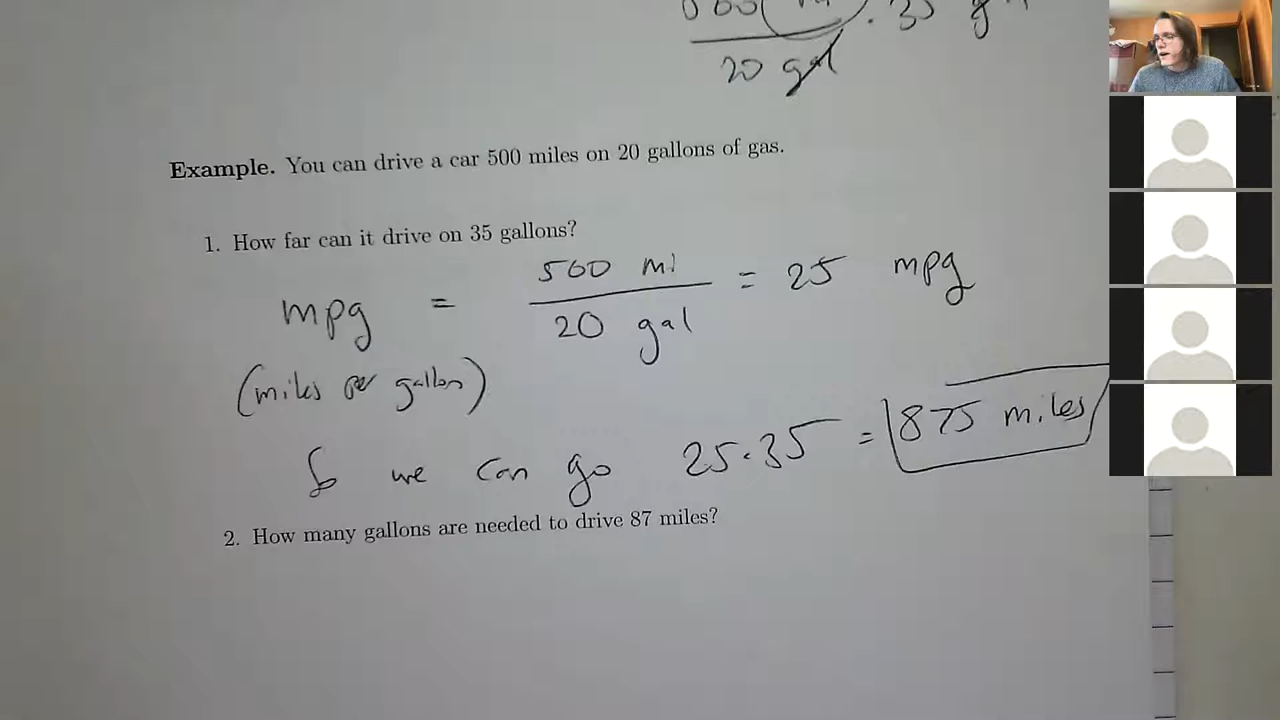 20 gal
Example. You can drive a car 500 miles on 20 gallons of gas.
1. How far can it drive on 35 gallons?
mpg = 500 mi / 20 gal = 25 mpg
(miles per gallon)
So we can go 25·35 = 875 miles
2. How many gallons are needed to drive 87 miles?